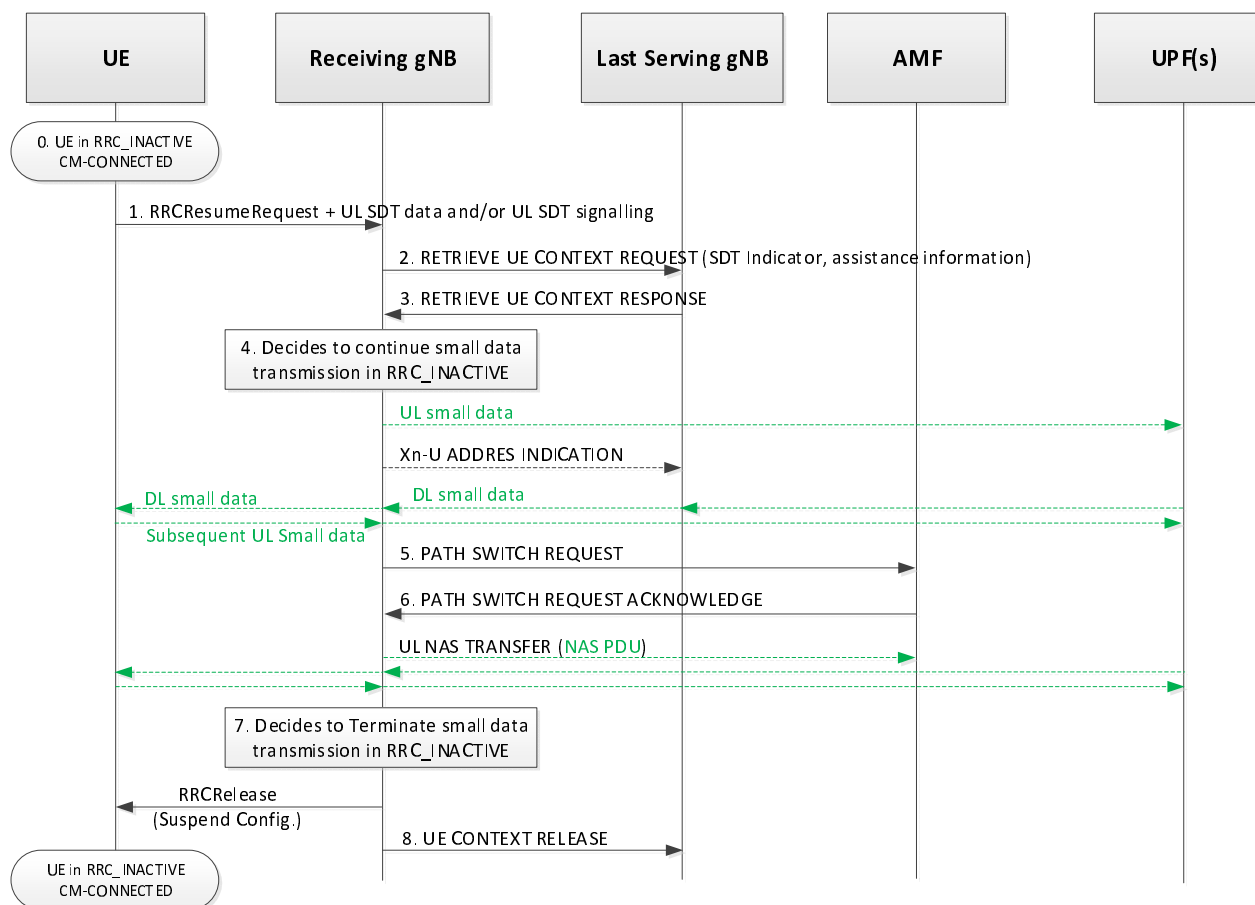 UE
Receiving gNB
Last Serving gNB
AMF
UPF(s)
0. UE in RRC_INACTIVE
CM-CONNECTED
1. RRCResumeRequest + UL SDT data and/or UL SDT signalling
2. RETRIEVE UE CONTEXT REQUEST (SDT Indicator, assistance information)
3. RETRIEVE UE CONTEXT RESPONSE
4. Decides to continue small data
transmission in RRC_INACTIVE
UL small data
Xn-U ADDRES INDICATION
DL small data
DL small data
Subsequent UL Small data
5. PATH SWITCH REQUEST
6. PATH SWITCH REQUEST ACKNOWLEDGE
UL NAS TRANSFER (NAS PDU)
7. Decides to Terminate small data
transmission in RRC_INACTIVE
RRCRelease
(Suspend Config.)
8. UE CONTEXT RELEASE
UE in RRC_INACTIVE
CM-CONNECTED